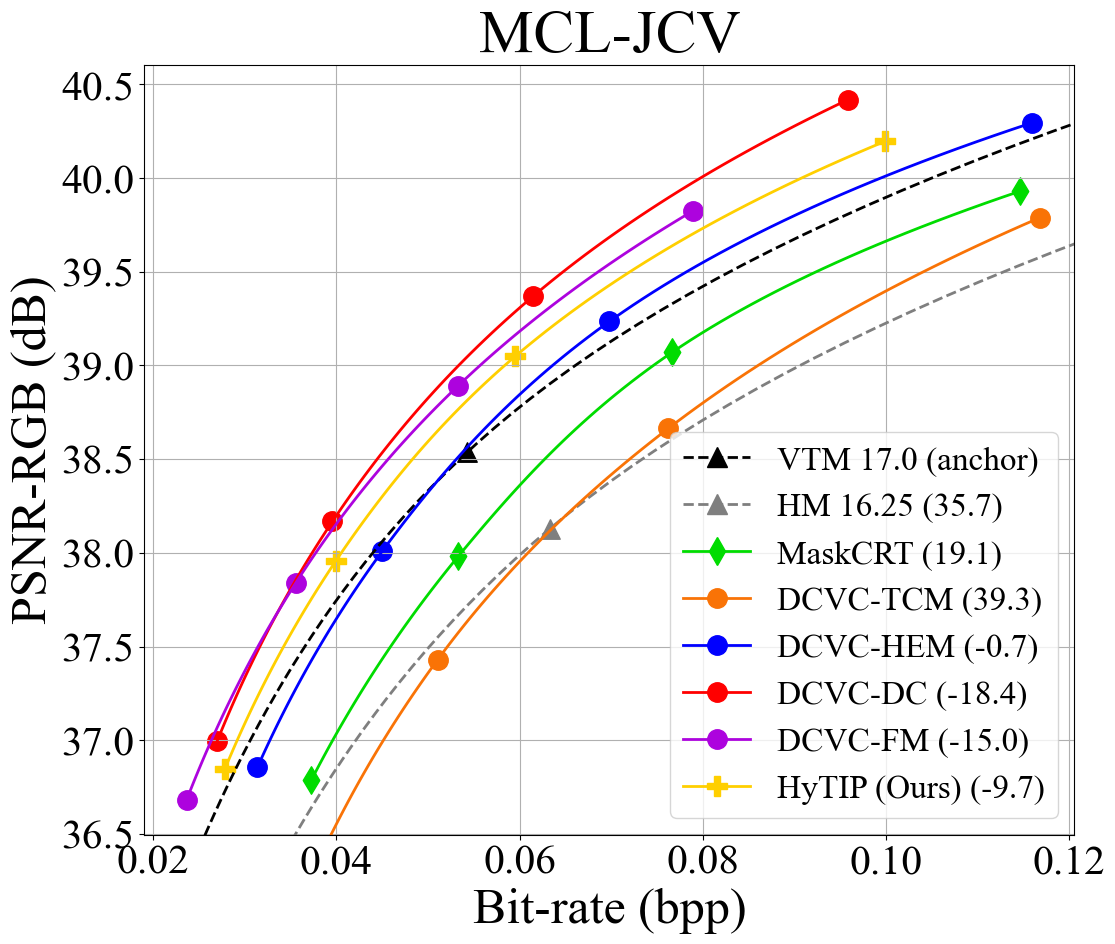 MCL-JCV
PSNR-RGB (dB)
40.5
40.0
39.5
39.0
38.5
38.0
37.5
37.0
36.5
VTM 17.0 (anchor)
HM 16.25 (35.7)
MaskCRT (19.1)
DCVC-TCM (39.3)
DCVC-HEM (-0.7)
DCVC-DC (-18.4)
DCVC-FM (-15.0)
HyTIP (Ours) (-9.7)
0.02 0.04 0.06 0.08 0.10 0.12
Bit-rate (bpp)